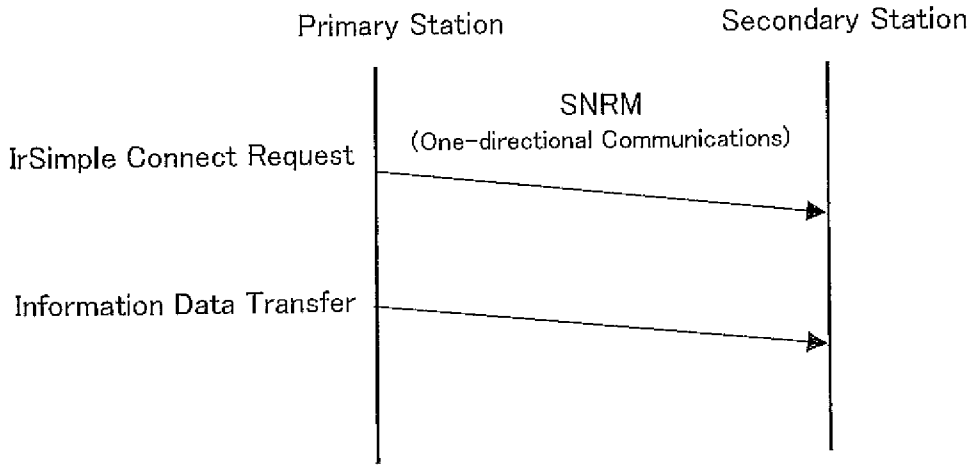 Primary Station
Secondary Station
SNRM
(One-directional Communications)
IrSimple Connect Request
Information Data Transfer